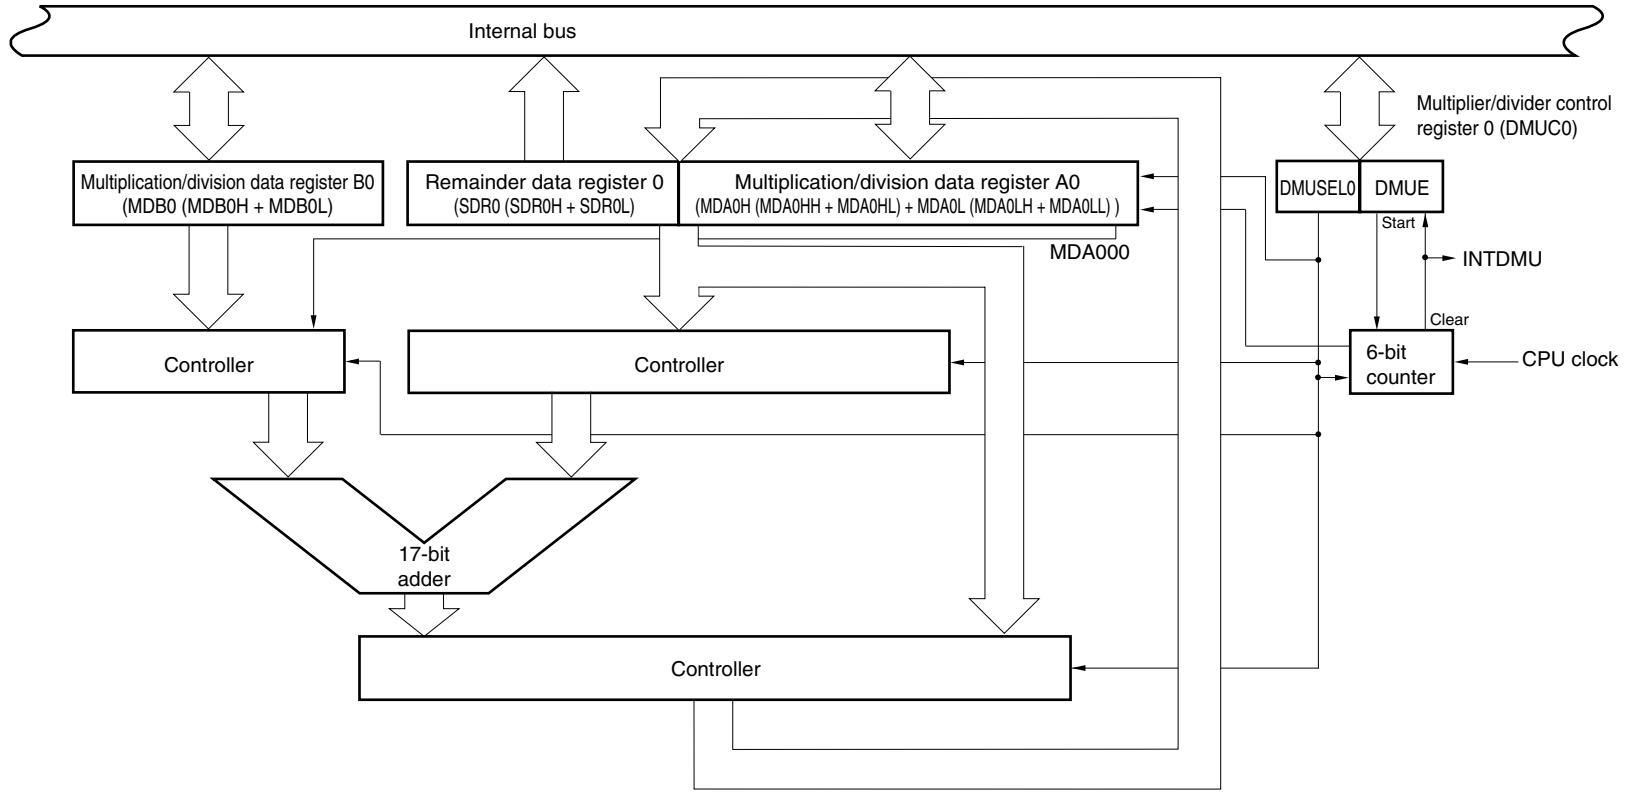 Internal bus
Multiplier/divider control
register 0 (DMUC0)
Multiplication/division data register B0
(MDB0 (MDB0H + MDB0L)
Remainder data register 0
(SDR0 (SDR0H + SDR0L)
Multiplication/division data register A0
(MDA0H (MDA0HH + MDA0HL) + MDA0L (MDA0LH + MDA0LL) )
DMUSEL0
DMUE
Start
MDA000
INTDMU
Clear
Controller
Controller
6-bit
counter
CPU clock
17-bit
adder
Controller